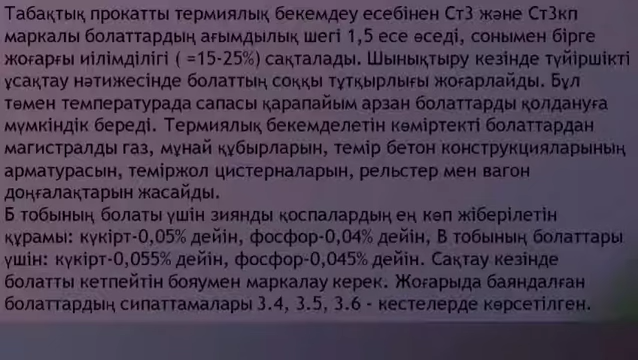 Табақтық прокатты термиялық бекемдеу есебінен Ст3 және Ст3кп
маркалы болаттардың ағымдылық шегі 1,5 есе өседі, сонымен бірге
жоғарғы иілімділігі ( =15-25%) сақталады. Шынықтыру кезінде түйіршікті
ұсақтау нәтижесінде болаттың соққы тұтқырлығы жоғарлайды. Бұл
төмен температурада сапасы қарапайым арзан болаттарды қолдануға
мүмкіндік береді. Термиялық бекемделетін көміртекті болаттардан
магистралды газ, мұнай құбырларын, темір бетон конструкцияларының
арматурасын, теміржол цистерналарын, рельстер мен вагон
доңғалақтарын жасайды.
Б тобының болаты үшін зиянды қоспалардың ең көп жіберілетін
құрамы: күкірт-0,05% дейін, фосфор-0,04% дейін, В тобының болаттары
үшін: күкірт-0,055% дейін, фосфор-0,045% дейін. Сақтау кезінде
болатты кетпейтін бояумен маркалау керек. Жоғарыда баяндалған
болаттардың сипаттамалары 3.4, 3.5, 3.6 - кестелерде көрсетілген.